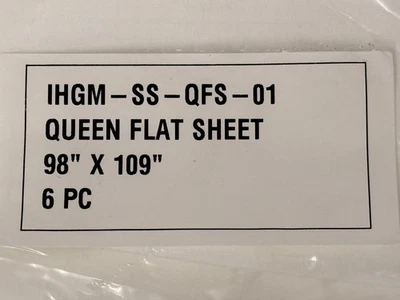 IHGM-SS-QFS-01
QUEEN FLAT SHEET
98" X 109"
6 PC